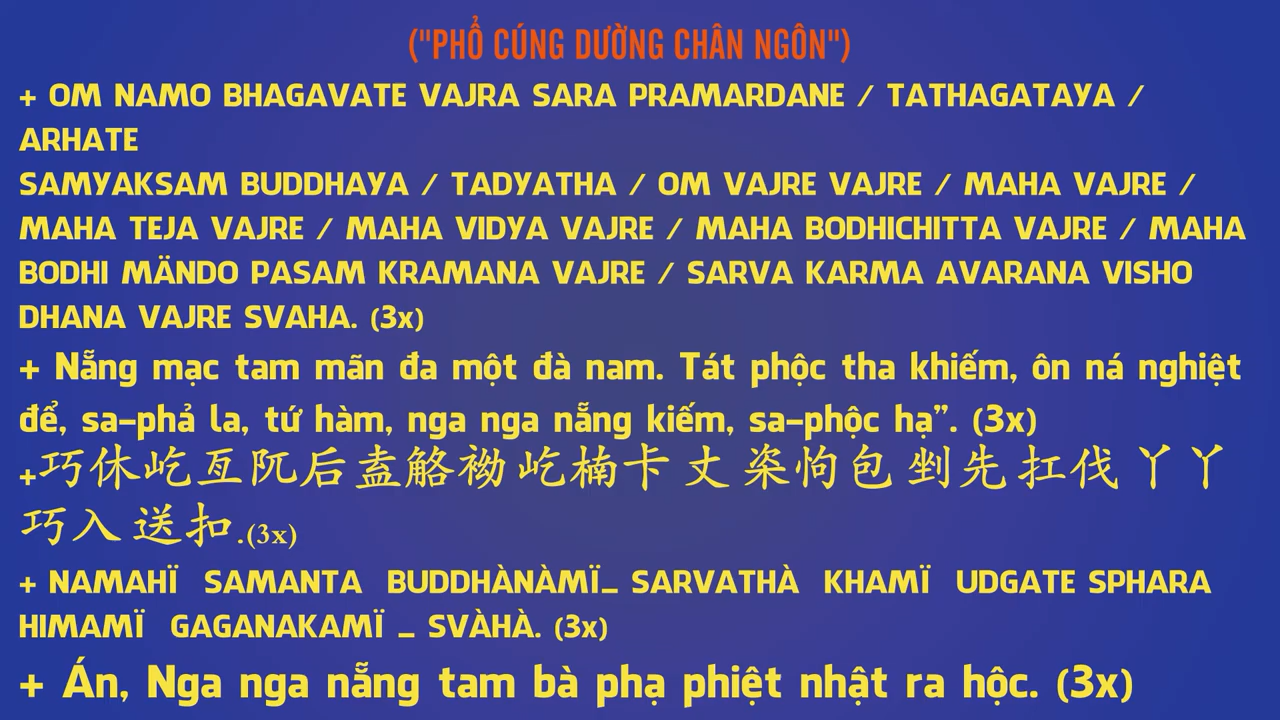 ("PHỔ CÚNG DƯỜNG CHÂN NGÔN")
+ OM NAMO BHAGAVATE VAJRA SARA PRAMARDANE / TATHAGATAYA /
ARHATE
SAMYAKSAM BUDDHAYA / TADYATHA / OM VAJRE VAJRE / MAHA VAJRE /
MAHA TEJA VAJRE / MAHA VIDYA VAJRE / MAHA BODHICHITTA VAJRE / MAHA
BODHI MÄNDO PASAM KRAMANA VAJRE / SARVA KARMA AVARANA VISHO
DHANA VAJRE SVAHA. (3x)
+ Nẵng mạc tam mãn đa một đà nam. Tát phộc tha khiếm, ôn ná nghiệt
để, sa-phả la, tứ hàm, nga nga nẵng kiếm, sa-phộc hạ”. (3x)
+巧休屹亙阢后盍觡袎屹楠卡丈楶怐包剉先扛伐丫丫
巧入送扣.(3x)
+ NAMAHÏ SAMANTA BUDDHÀNÀMÏ_ SARVATHÀ KHAMÏ UDGATE SPHARA
HIMAMÏ GAGANAKAMÏ _ SVÀHÀ. (3x)
+ Án, Nga nga nẵng tam bà phạ phiệt nhật ra hộc. (3x)